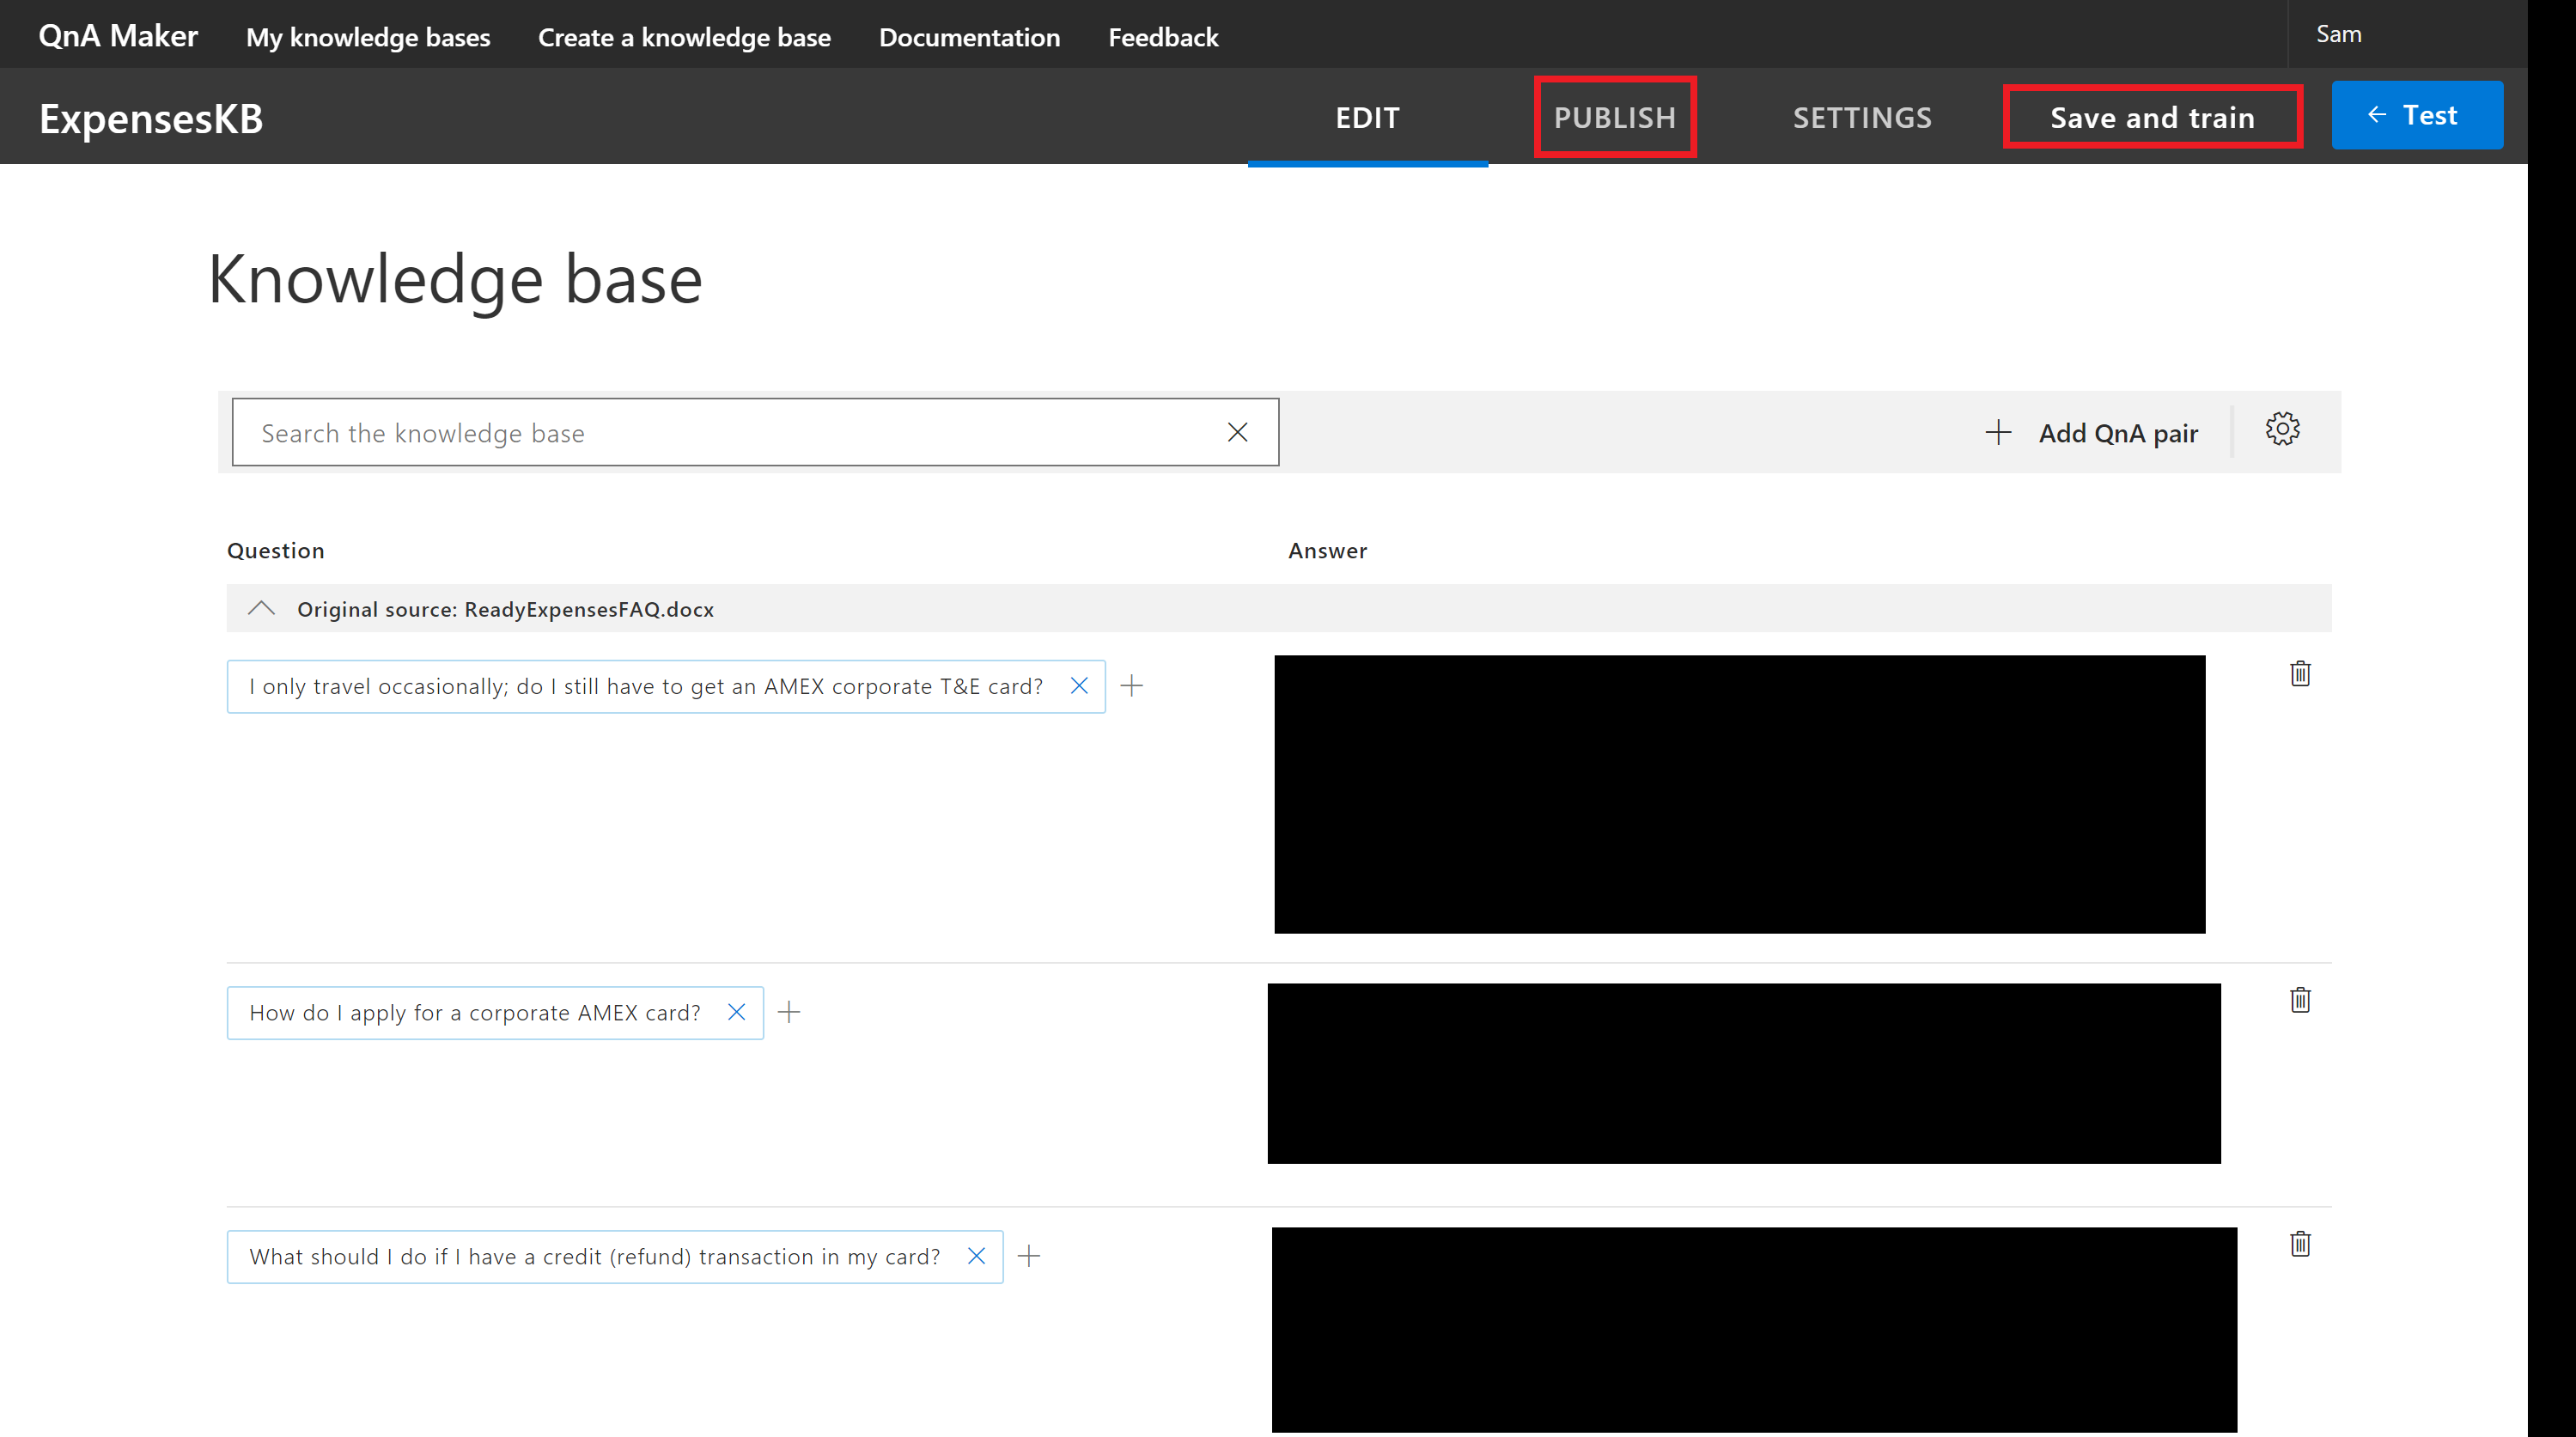 QnA Maker My knowledge bases Create a knowledge base Documentation Feedback Sam
ExpensesKB EDIT PUBLISH SETTINGS Save and train Test
Knowledge base
Search the knowledge base Add QnA pair
Question Answer
Original source: ReadyExpensesFAQ.docx
I only travel occasionally; do I still have to get an AMEX corporate T&E card?
How do I apply for a corporate AMEX card?
What should I do if I have a credit (refund) transaction in my card?